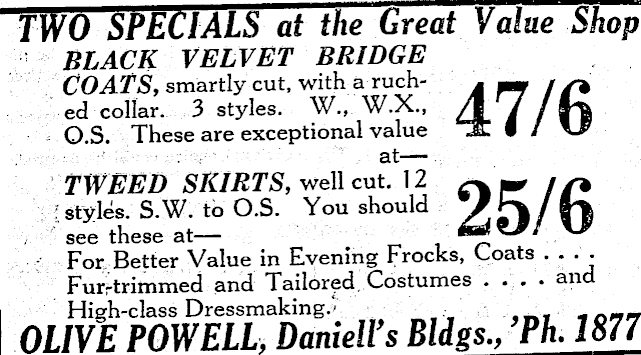 TWO SPECIALS at the Great Value Shop
BLACK VELVET BRIDGE
COATS, smartly cut, with a ruch-
ed collar. 3 styles. W., W.X.,
O.S. These are exceptional value
at—
47/6
TWEED SKIRTS, well cut. 12
styles. S.W. to O.S. You should
see these at—
25/6
For Better Value in Evening Frocks, Coats ....
Fur-trimmed and Tailored Costumes .... and
High-class Dressmaking.
OLIVE POWELL, Daniell's Bldgs., 'Ph. 1877